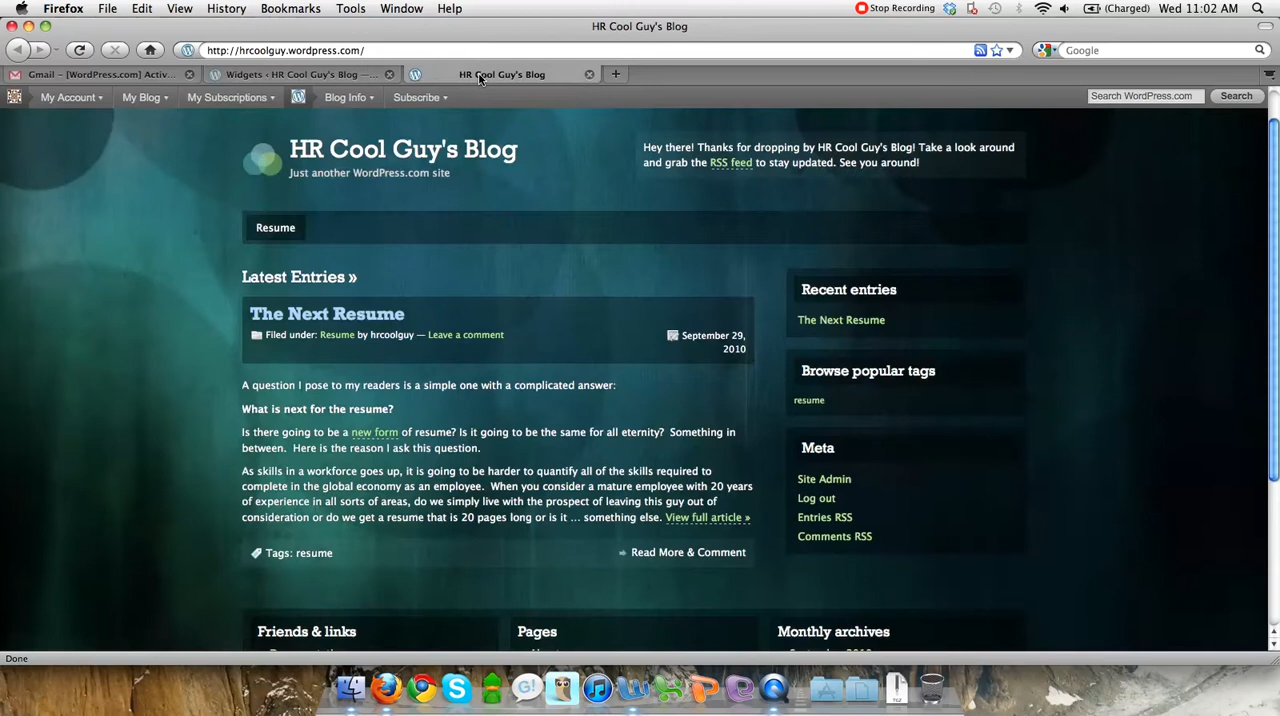 Firefox File Edit View History Bookmarks Tools Window Help Stop Recording (Charged) Wed 11:02 AM
HR Cool Guy's Blog
http://hrcoolguy.wordpress.com/ Google
Gmail – [WordPress.com] Activ... Widgets ‹ HR Cool Guy's Blog —... HR Cool Guy's Blog
My Account My Blog My Subscriptions Blog Info Subscribe Search WordPress.com Search
HR Cool Guy's Blog
Just another WordPress.com site
Hey there! Thanks for dropping by HR Cool Guy's Blog! Take a look around
and grab the RSS feed to stay updated. See you around!
Resume
Latest Entries »
The Next Resume
Filed under: Resume by hrcoolguy — Leave a comment
September 29,
2010
A question I pose to my readers is a simple one with a complicated answer:
What is next for the resume?
Is there going to be a new form of resume? Is it going to be the same for all eternity? Something in
between. Here is the reason I ask this question.
As skills in a workforce goes up, it is going to be harder to quantify all of the skills required to
complete in the global economy as an employee. When you consider a mature employee with 20 years
of experience in all sorts of areas, do we simply live with the prospect of leaving this guy out of
consideration or do we get a resume that is 20 pages long or is it ... something else. View full article »
Tags: resume
Read More & Comment
Recent entries
The Next Resume
Browse popular tags
resume
Meta
Site Admin
Log out
Entries RSS
Comments RSS
Friends & links
Pages
Monthly archives
Done